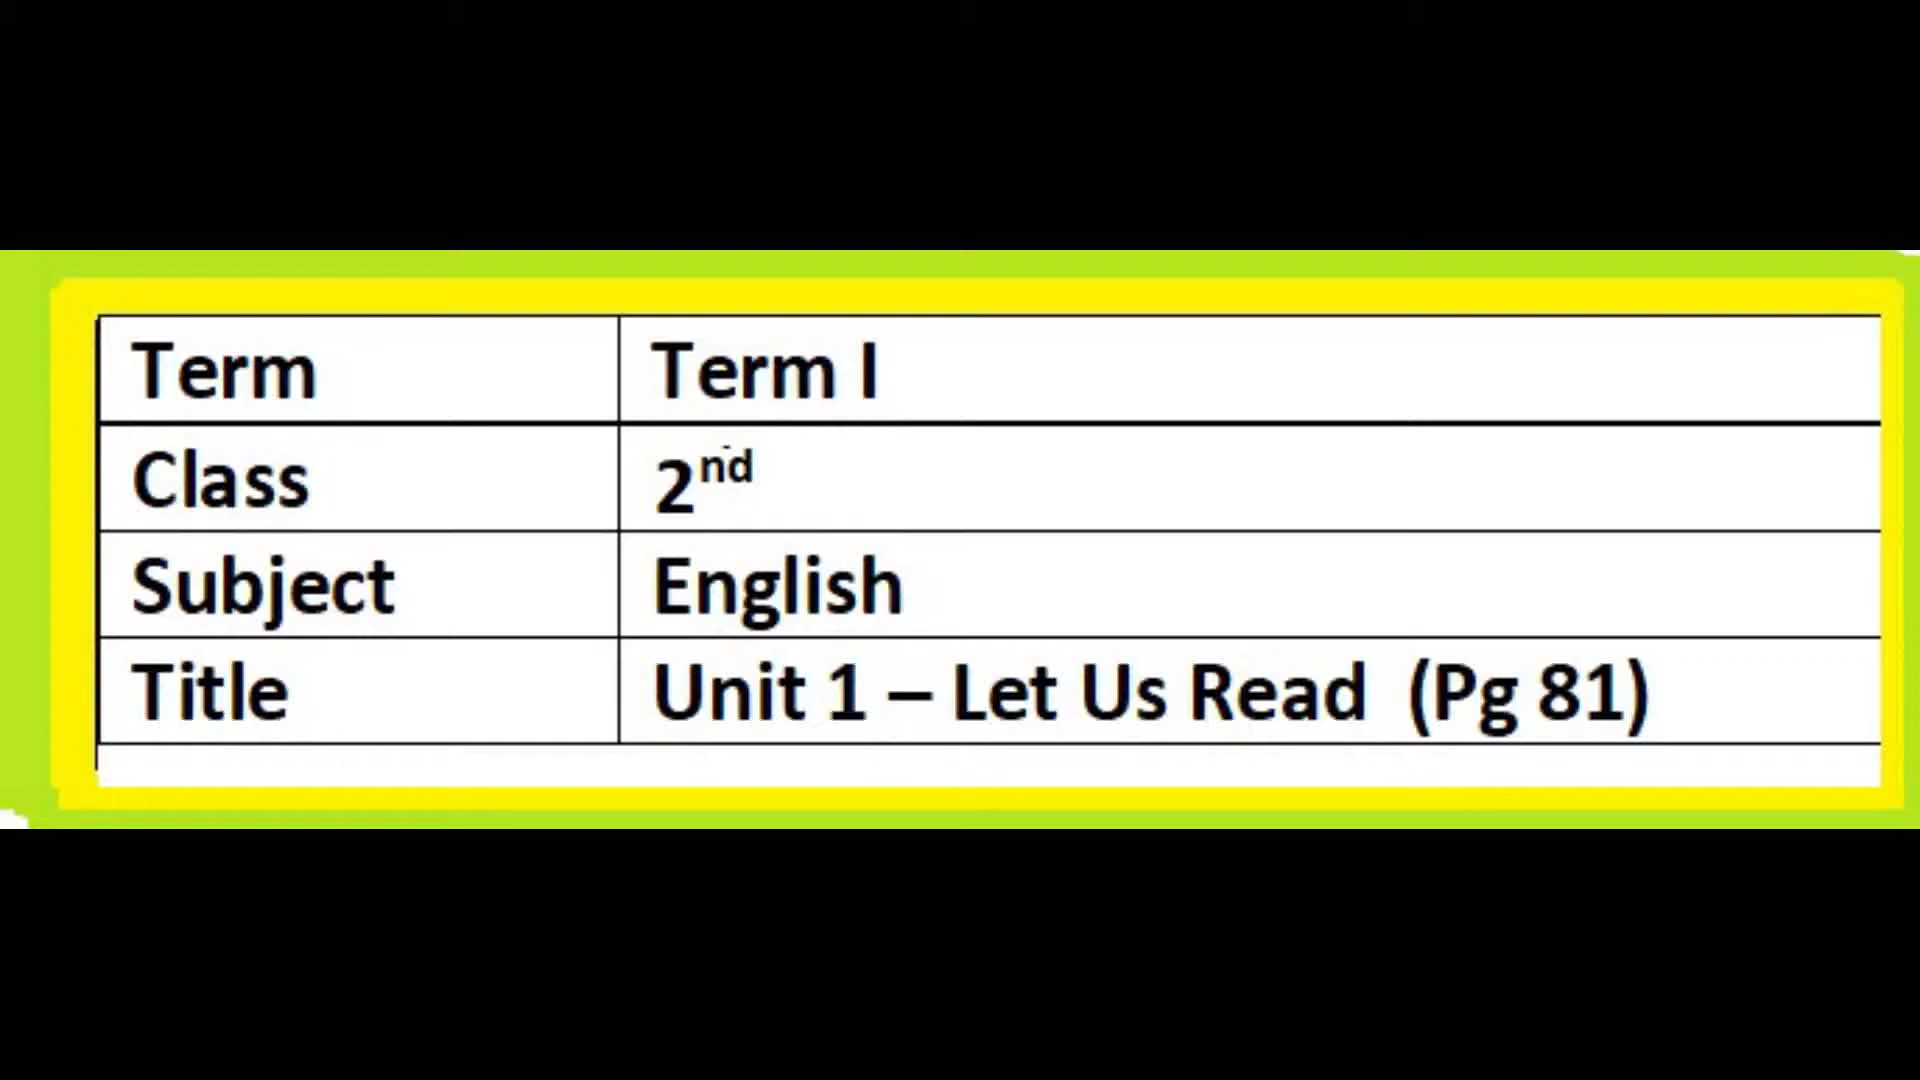 Term Term I
Class 2nd
Subject English
Title Unit 1 – Let Us Read (Pg 81)